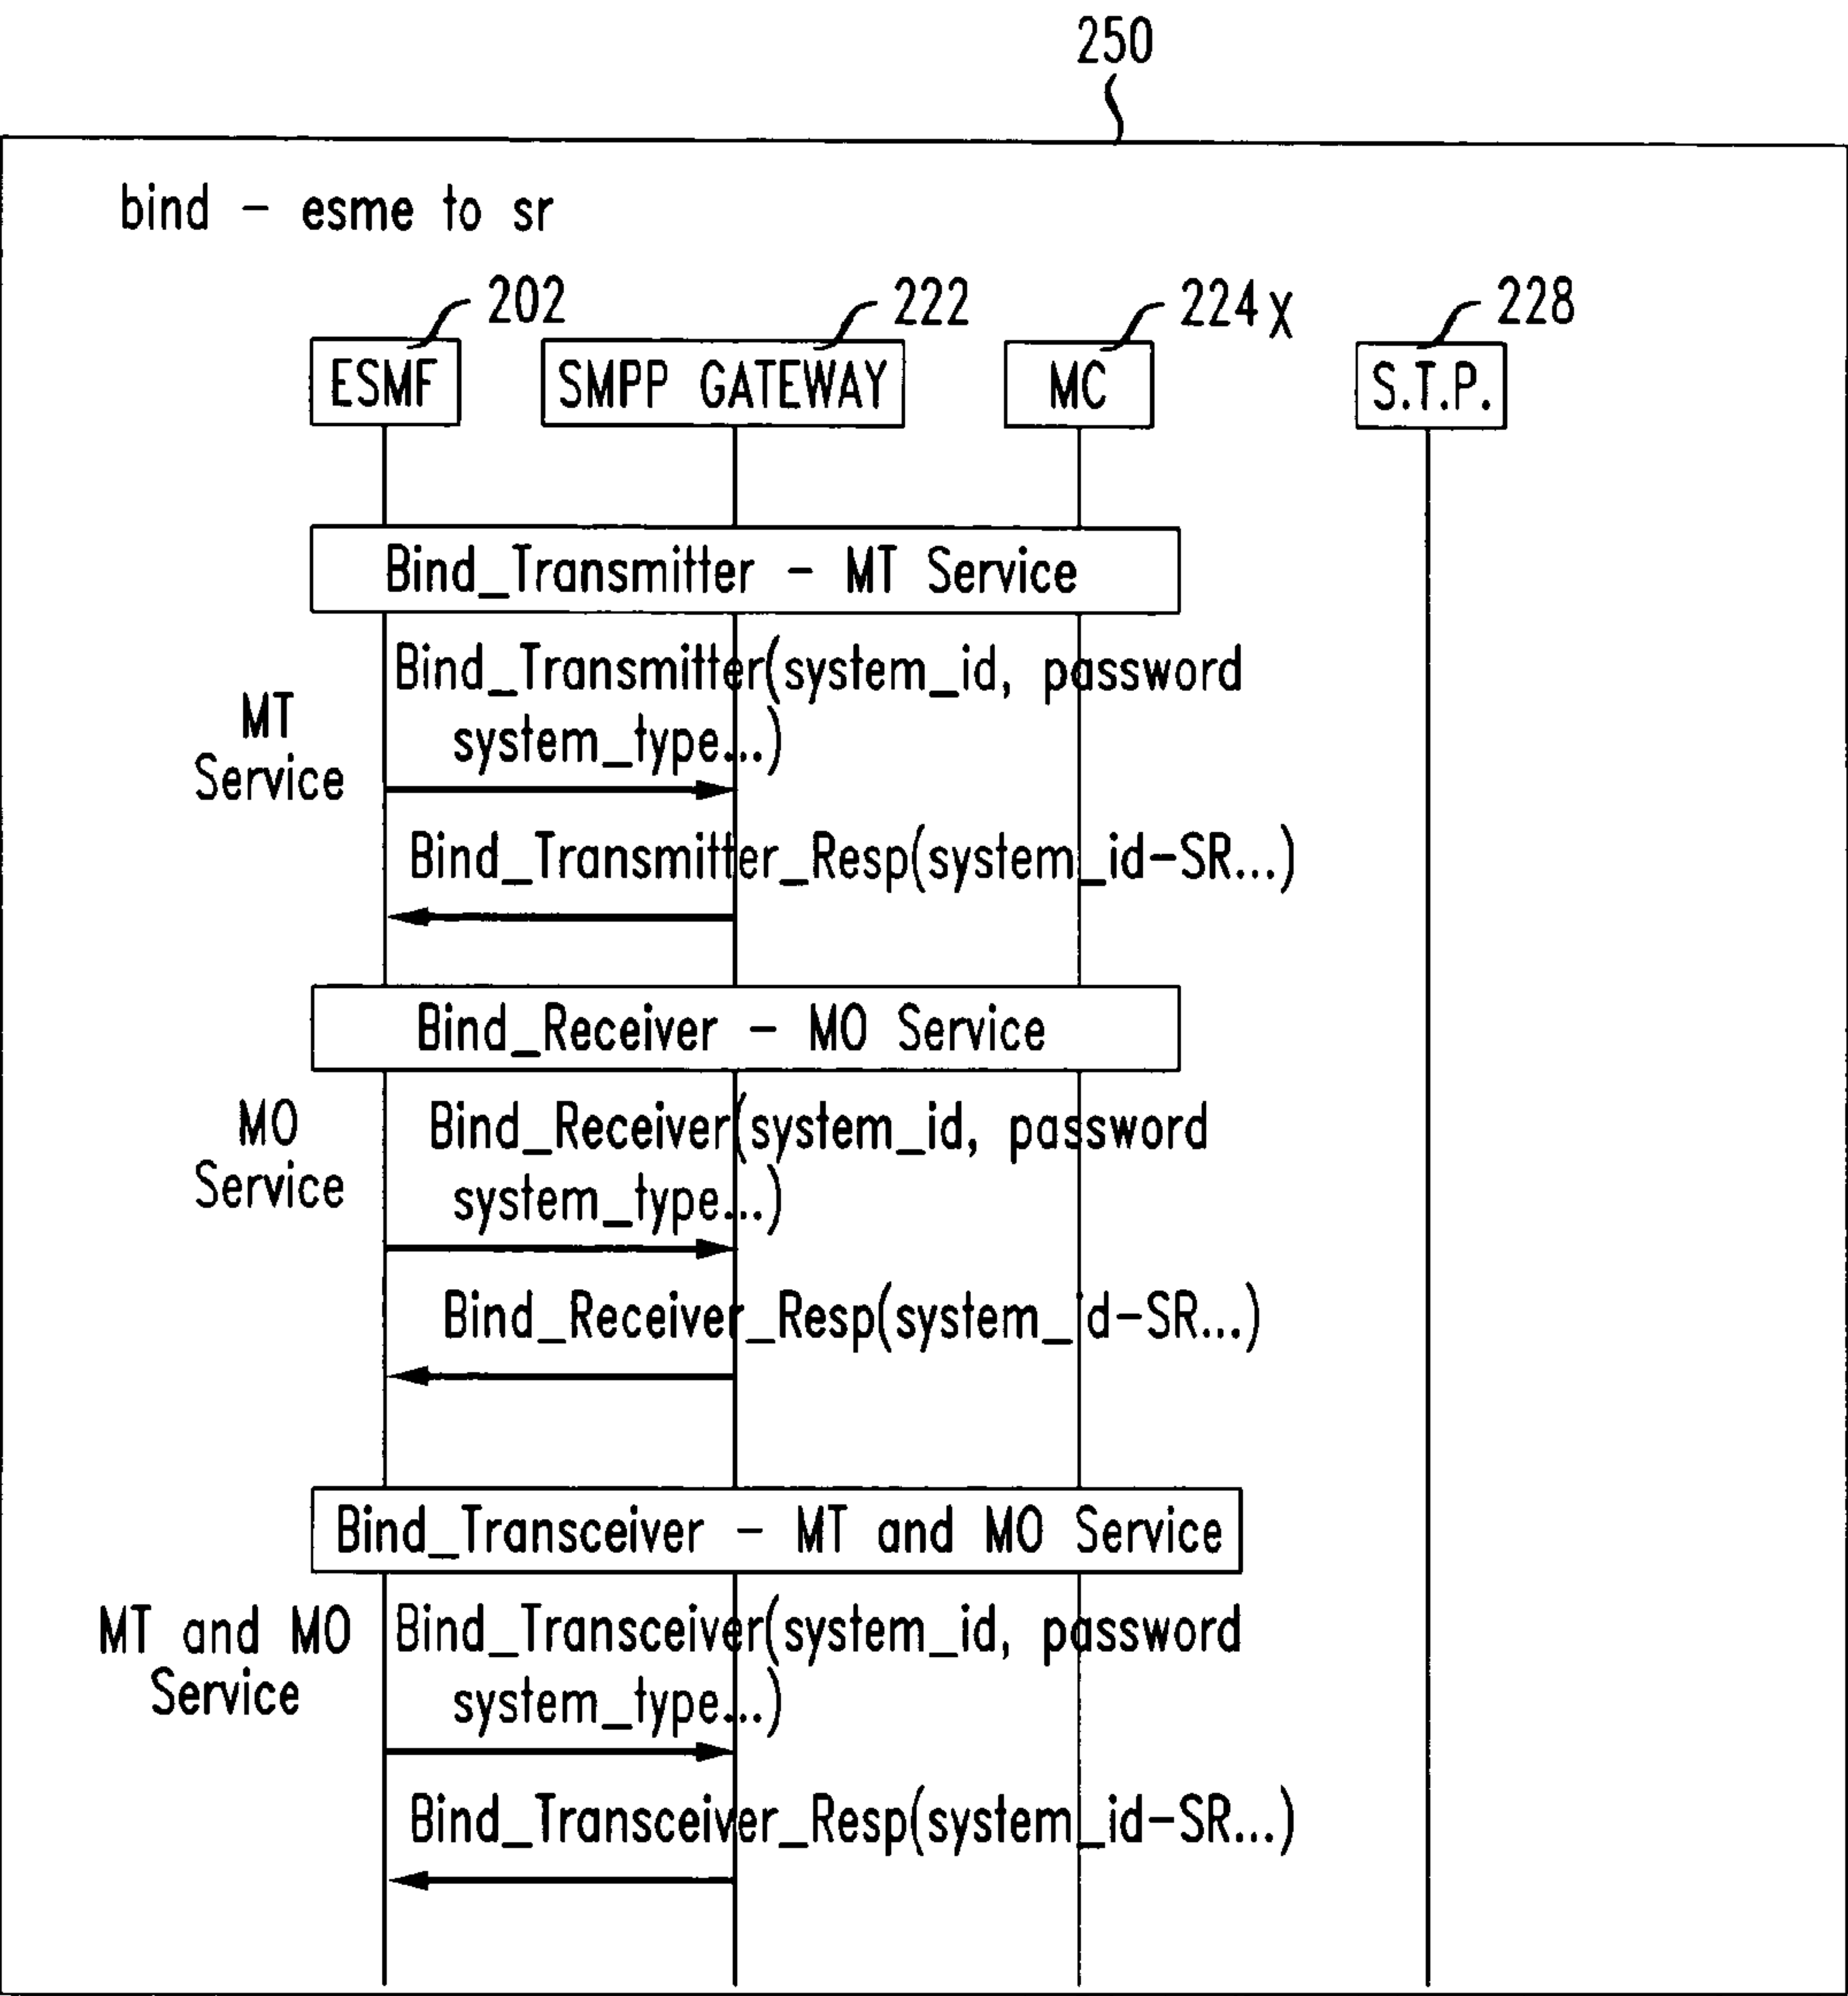 250
bind - esme to sr
202
222
224X
228
ESMF
SMPP GATEWAY
MC
S.T.P.
Bind_Transmitter - MT Service
Bind_Transmitter(system_id, password
system_type...)
MT
Service
Bind_Transmitter_Resp(system_id-SR...)
Bind_Receiver - MO Service
Bind_Receiver(system_id, password
system_type...)
MO
Service
Bind_Receiver_Resp(system_ d-SR...)
Bind_Transceiver - MT and MO Service
Bind_Transceiver(system_id, password
system_type...)
MT and MO
Service
Bind_Transceiver_Resp(system_id-SR...)